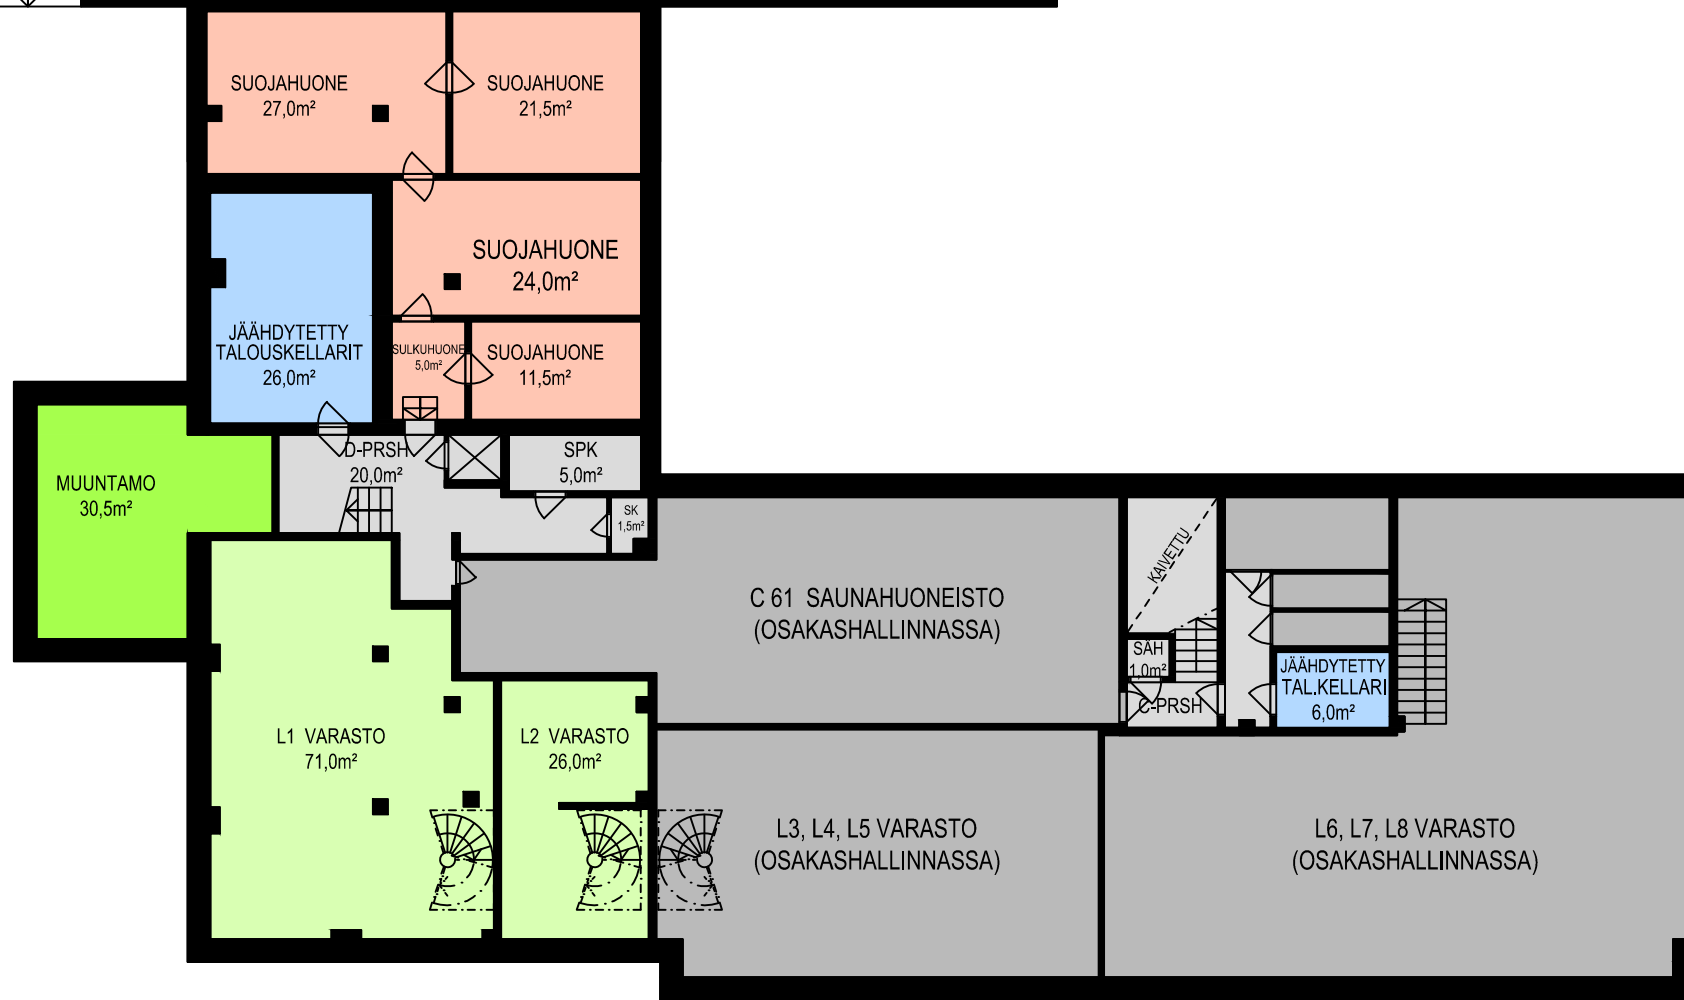 SUOJAHUONE
27,0m²
SUOJAHUONE
21,5m²
SUOJAHUONE
24,0m²
JÄÄHDYTETTY
TALOUSKELLARIT
26,0m²
SULKUHUONE
5,0m²
SUOJAHUONE
11,5m²
MUUNTAMO
30,5m²
D-PRSH
20,0m²
SPK
5,0m²
SK
1,5m²
C 61 SAUNAHUONEISTO
(OSAKASHALLINNASSA)
KAIVETTU
SÄH
1,0m²
C-PRSH
JÄÄHDYTETTY
TAL.KELLARI
6,0m²
L1 VARASTO
71,0m²
L2 VARASTO
26,0m²
L3, L4, L5 VARASTO
(OSAKASHALLINNASSA)
L6, L7, L8 VARASTO
(OSAKASHALLINNASSA)